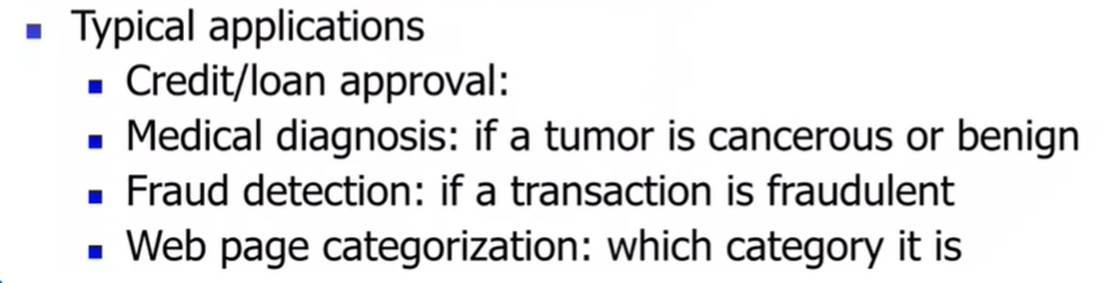 Typical applications
Credit/loan approval:
Medical diagnosis: if a tumor is cancerous or benign
Fraud detection: if a transaction is fraudulent
Web page categorization: which category it is